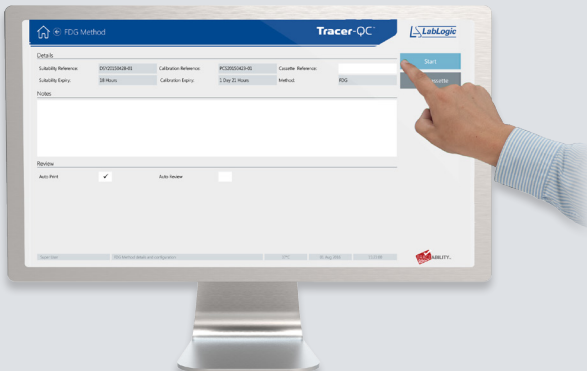 FDG Method
Tracer-QC
LabLogic
Details
Suitability Reference: Calibration Reference: Cassette Reference:
Suitability Expiry: 18 Hours Calibration Expiry: 1 Day 21 Hours Method: FDG
Start
Notes
Review
Auto Print ✓ Auto Review
ABILITY